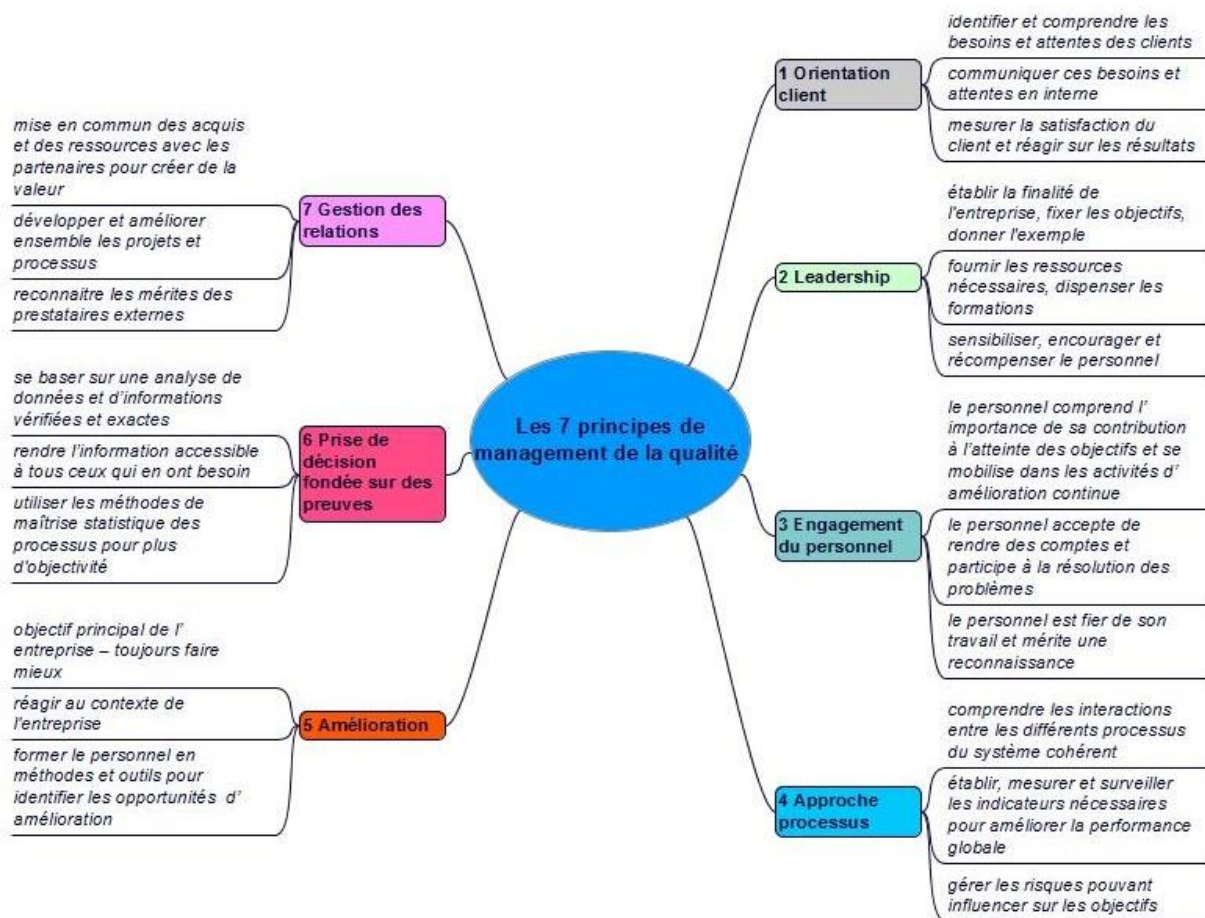 Les 7 principes de
management de la qualité
1 Orientation
client
identifier et comprendre les
besoins et attentes des clients
communiquer ces besoins et
attentes en interne
mesurer la satisfaction du
client et réagir sur les résultats
2 Leadership
établir la finalité de
l'entreprise, fixer les objectifs,
donner l'exemple
fournir les ressources
nécessaires, dispenser les
formations
sensibiliser, encourager et
récompenser le personnel
3 Engagement
du personnel
le personnel comprend l'
importance de sa contribution
à l'atteinte des objectifs et se
mobilise dans les activités d'
amélioration continue
le personnel accepte de
rendre des comptes et
participe à la résolution des
problèmes
le personnel est fier de son
travail et mérite une
reconnaissance
4 Approche
processus
comprendre les interactions
entre les différents processus
du système cohérent
établir, mesurer et surveiller
les indicateurs nécessaires
pour améliorer la performance
globale
gérer les risques pouvant
influencer sur les objectifs
5 Amélioration
objectif principal de l'
entreprise – toujours faire
mieux
réagir au contexte de
l'entreprise
former le personnel en
méthodes et outils pour
identifier les opportunités d'
amélioration
6 Prise de
décision
fondée sur des
preuves
se baser sur une analyse de
données et d'informations
vérifiées et exactes
rendre l'information accessible
à tous ceux qui en ont besoin
utiliser les méthodes de
maîtrise statistique des
processus pour plus
d'objectivité
7 Gestion des
relations
mise en commun des acquis
et des ressources avec les
partenaires pour créer de la
valeur
développer et améliorer
ensemble les projets et
processus
reconnaitre les mérites des
prestataires externes